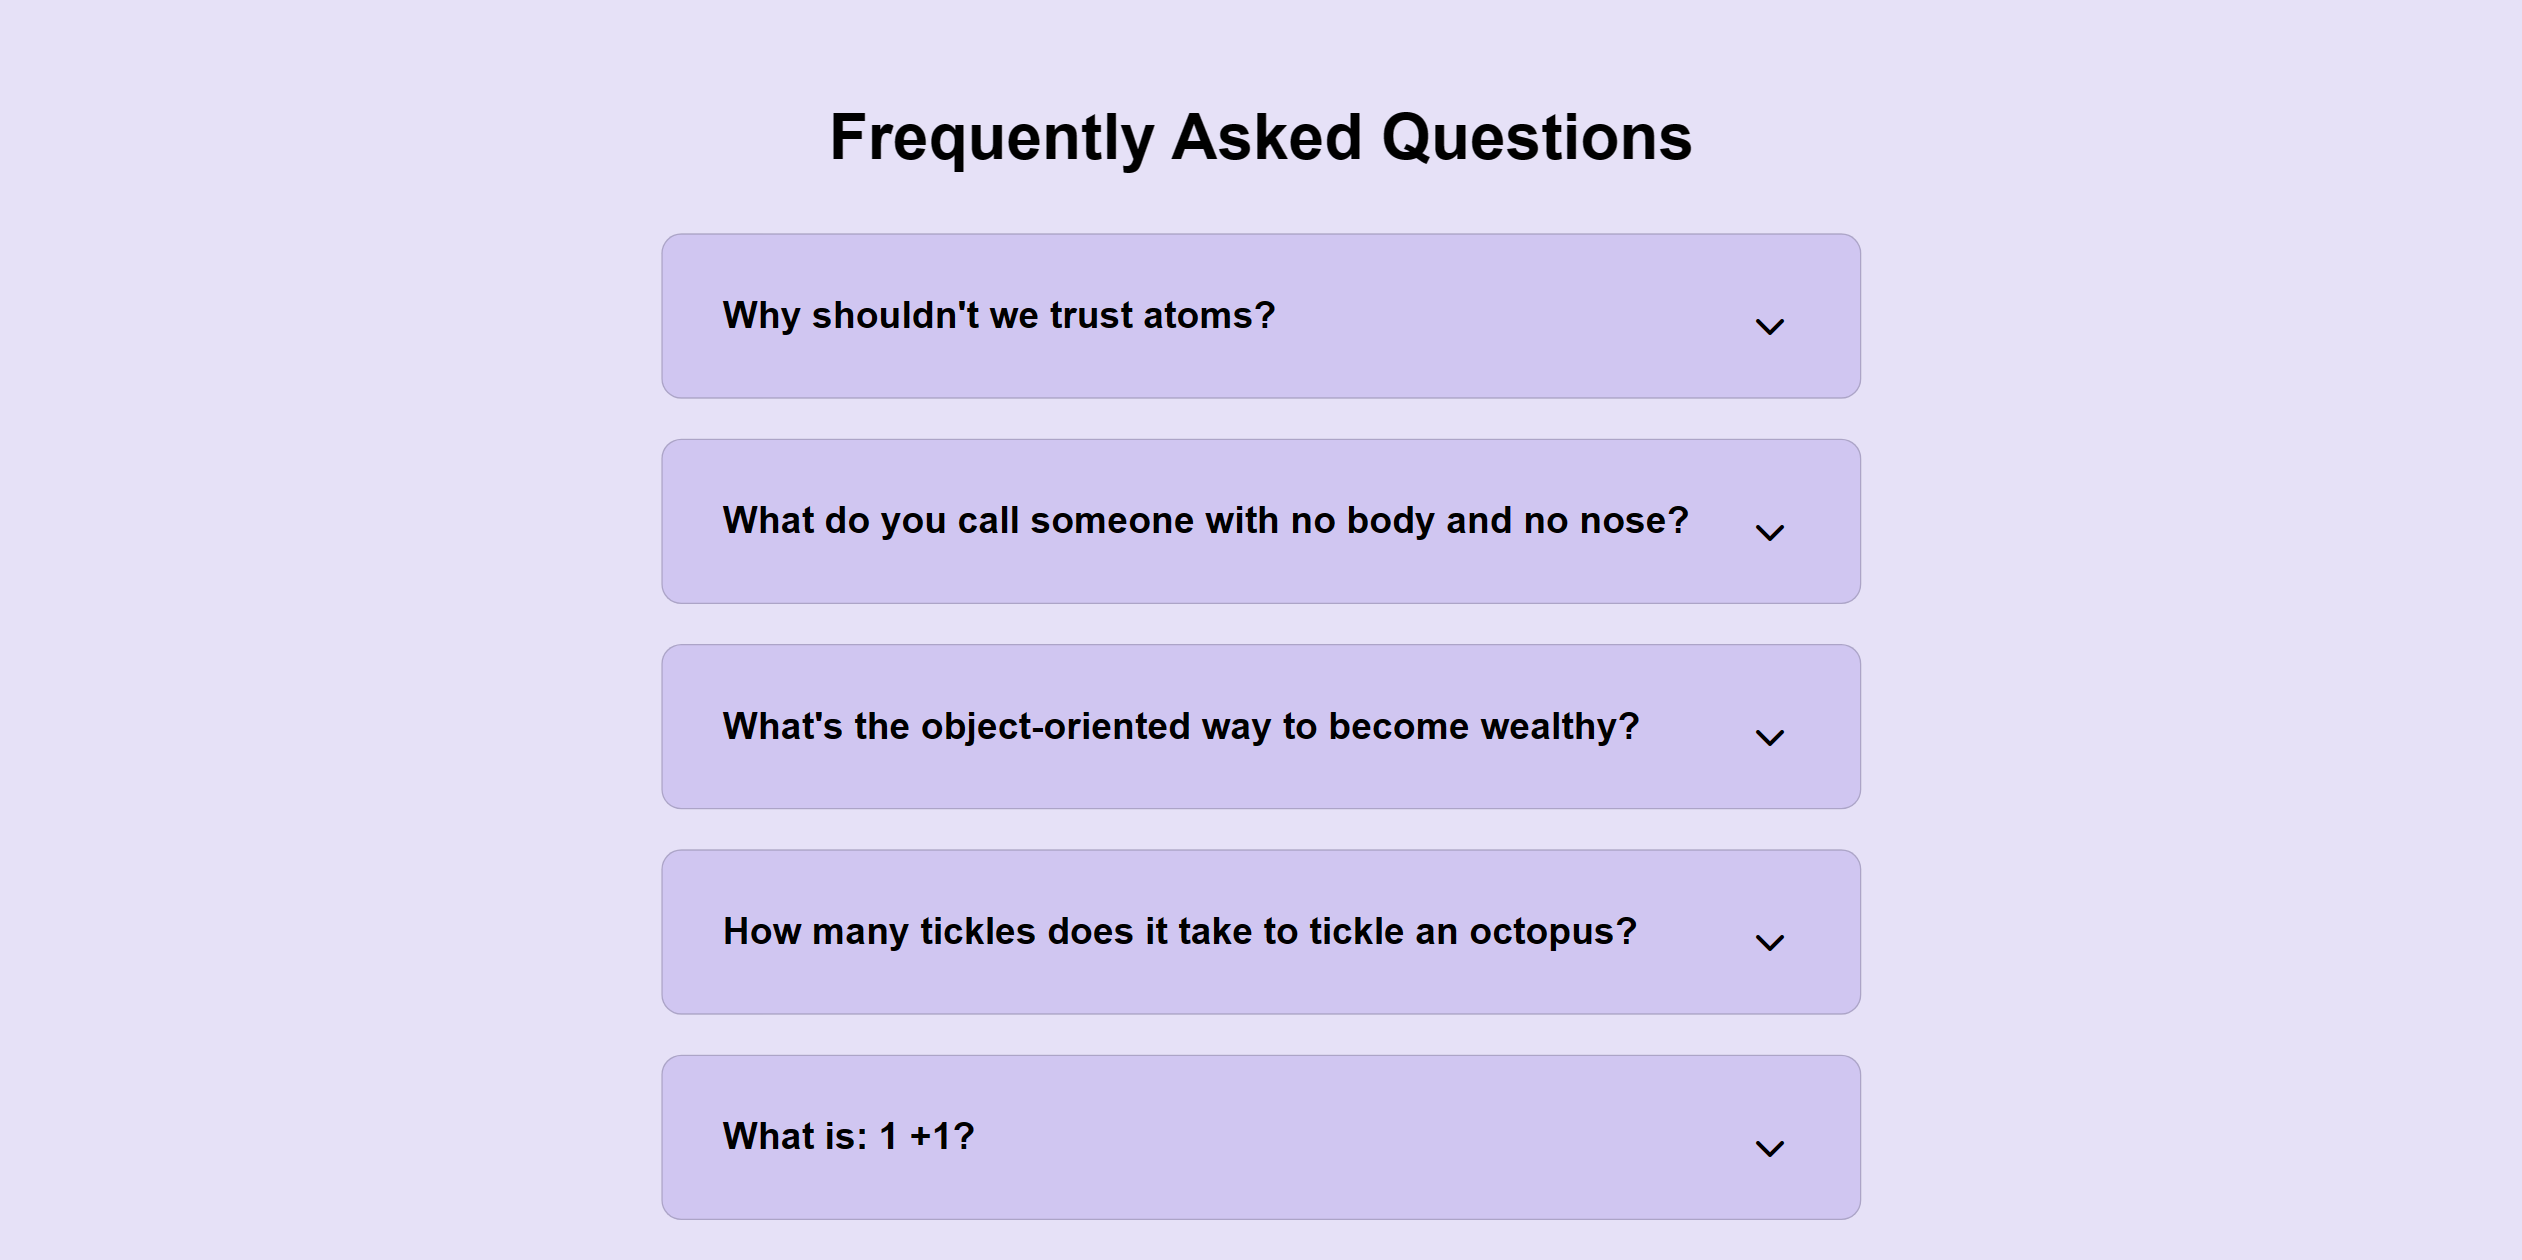 Frequently Asked Questions
Why shouldn't we trust atoms?
What do you call someone with no body and no nose?
What's the object-oriented way to become wealthy?
How many tickles does it take to tickle an octopus?
What is: 1 +1?